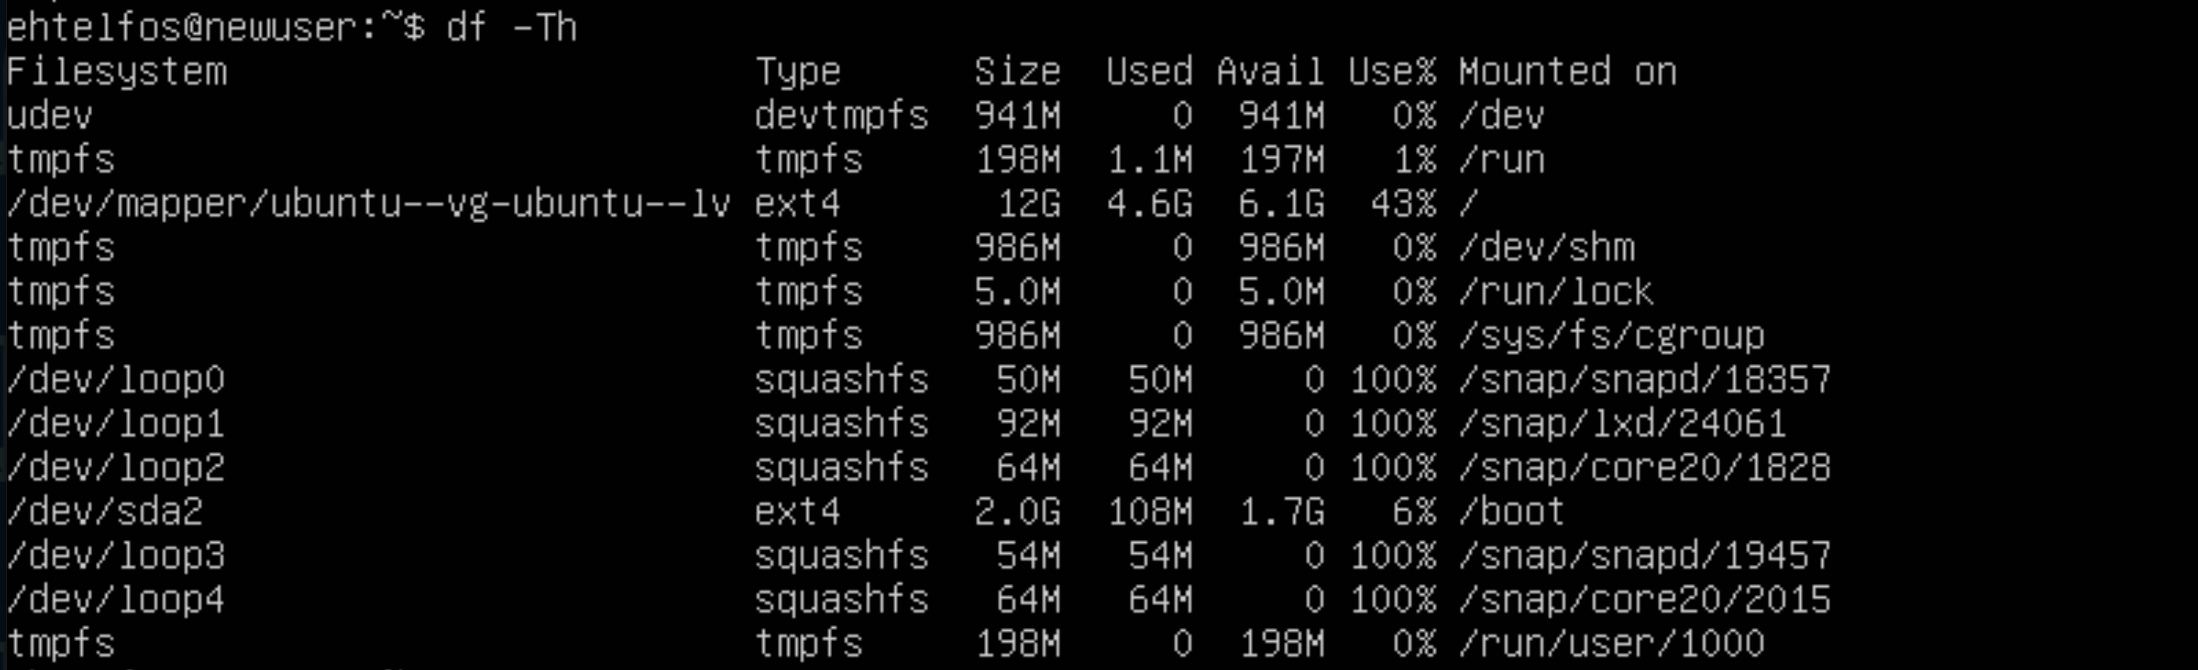 ehtelfos@newuser:~$ df -Th
Filesystem                        Type      Size  Used Avail Use% Mounted on
udev                              devtmpfs  941M     0  941M   0% /dev
tmpfs                             tmpfs     198M  1.1M  197M   1% /run
/dev/mapper/ubuntu--vg-ubuntu--lv ext4       12G  4.6G  6.1G  43% /
tmpfs                             tmpfs     986M     0  986M   0% /dev/shm
tmpfs                             tmpfs     5.0M     0  5.0M   0% /run/lock
tmpfs                             tmpfs     986M     0  986M   0% /sys/fs/cgroup
/dev/loop0                        squashfs   50M   50M     0 100% /snap/snapd/18357
/dev/loop1                        squashfs   92M   92M     0 100% /snap/lxd/24061
/dev/loop2                        squashfs   64M   64M     0 100% /snap/core20/1828
/dev/sda2                         ext4      2.0G  108M  1.7G   6% /boot
/dev/loop3                        squashfs   54M   54M     0 100% /snap/snapd/19457
/dev/loop4                        squashfs   64M   64M     0 100% /snap/core20/2015
tmpfs                             tmpfs     198M     0  198M   0% /run/user/1000